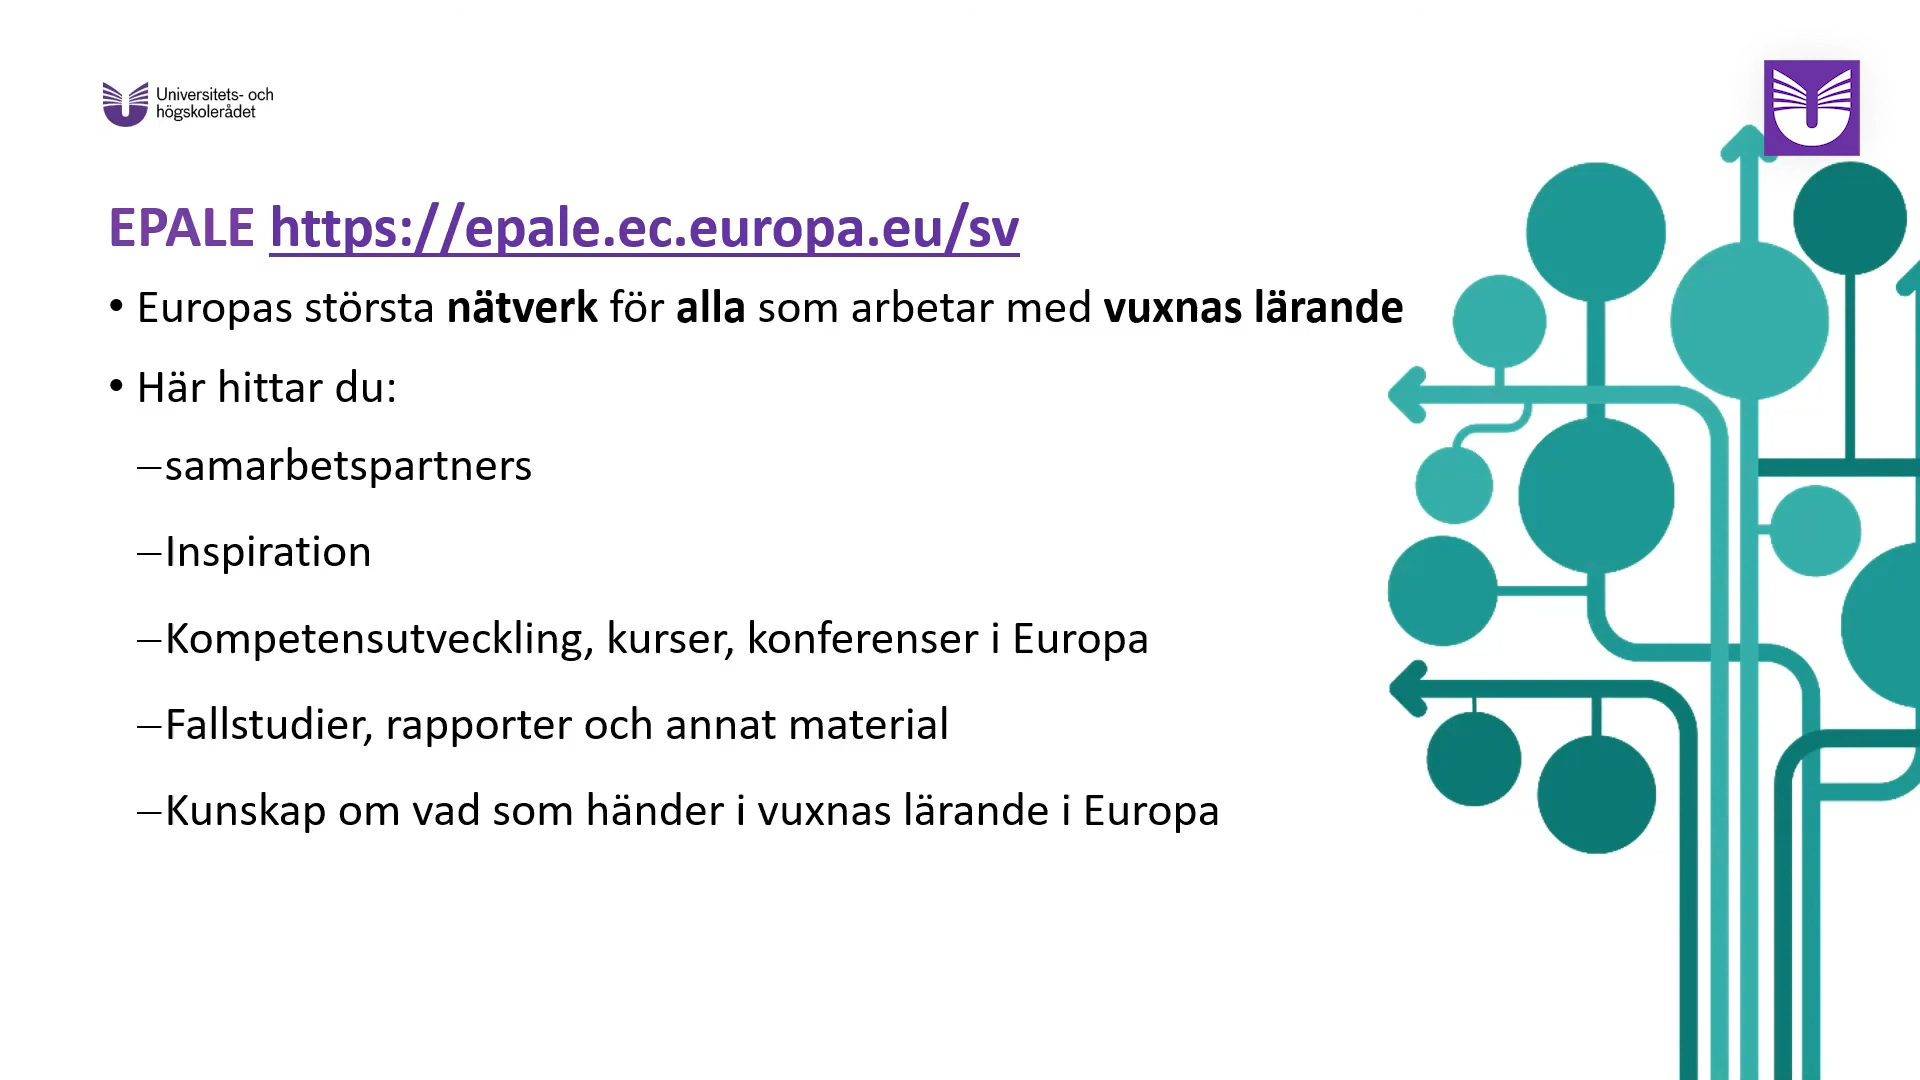 Universitets- och
högskolerådet
EPALE https://epale.ec.europa.eu/sv
• Europas största nätverk för alla som arbetar med vuxnas lärande
• Här hittar du:
–samarbetspartners
–Inspiration
–Kompetensutveckling, kurser, konferenser i Europa
–Fallstudier, rapporter och annat material
–Kunskap om vad som händer i vuxnas lärande i Europa